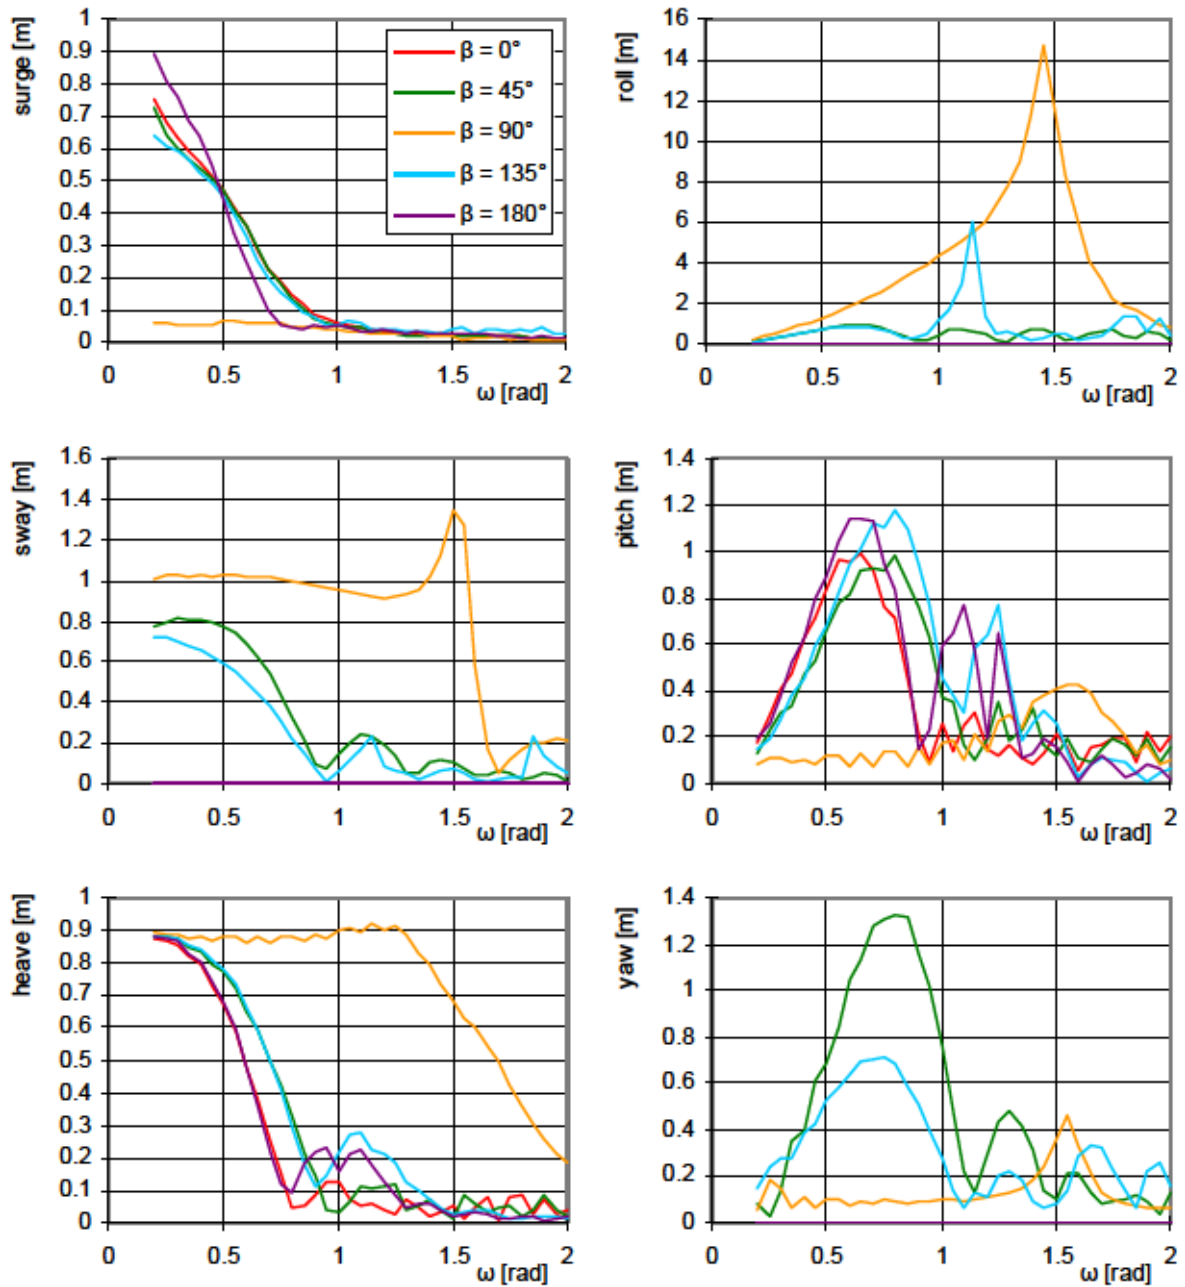 surge [m]
1
0.9
0.8
0.7
0.6
0.5
0.4
0.3
0.2
0.1
0
0 0.5 1 1.5 2
ω [rad]
β = 0°
β = 45°
β = 90°
β = 135°
β = 180°
roll [m]
16
14
12
10
8
6
4
2
0
0 0.5 1 1.5 2
ω [rad]
sway [m]
1.6
1.4
1.2
1
0.8
0.6
0.4
0.2
0
0 0.5 1 1.5 2
ω [rad]
pitch [m]
1.4
1.2
1
0.8
0.6
0.4
0.2
0
0 0.5 1 1.5 2
ω [rad]
heave [m]
1
0.9
0.8
0.7
0.6
0.5
0.4
0.3
0.2
0.1
0
0 0.5 1 1.5 2
ω [rad]
yaw [m]
1.4
1.2
1
0.8
0.6
0.4
0.2
0
0 0.5 1 1.5 2
ω [rad]